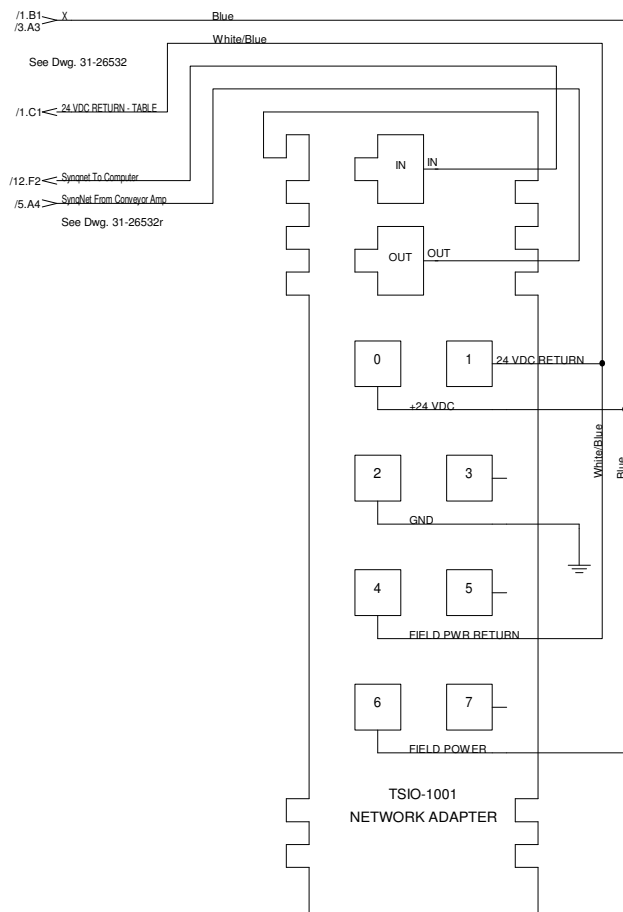 /1.B1 X Blue
/3.A3
White/Blue
See Dwg. 31-26532
/1.C1 24 VDC RETURN - TABLE
/12.F2 Synqnet To Computer
/5.A4 SynqNet From Conveyor Amp
See Dwg. 31-26532r
IN IN
OUT OUT
0 1 24 VDC RETURN
+24 VDC
White/Blue
Blue
2 3
GND
4 5
FIELD PWR RETURN
6 7
FIELD POWER
TSIO-1001
NETWORK ADAPTER